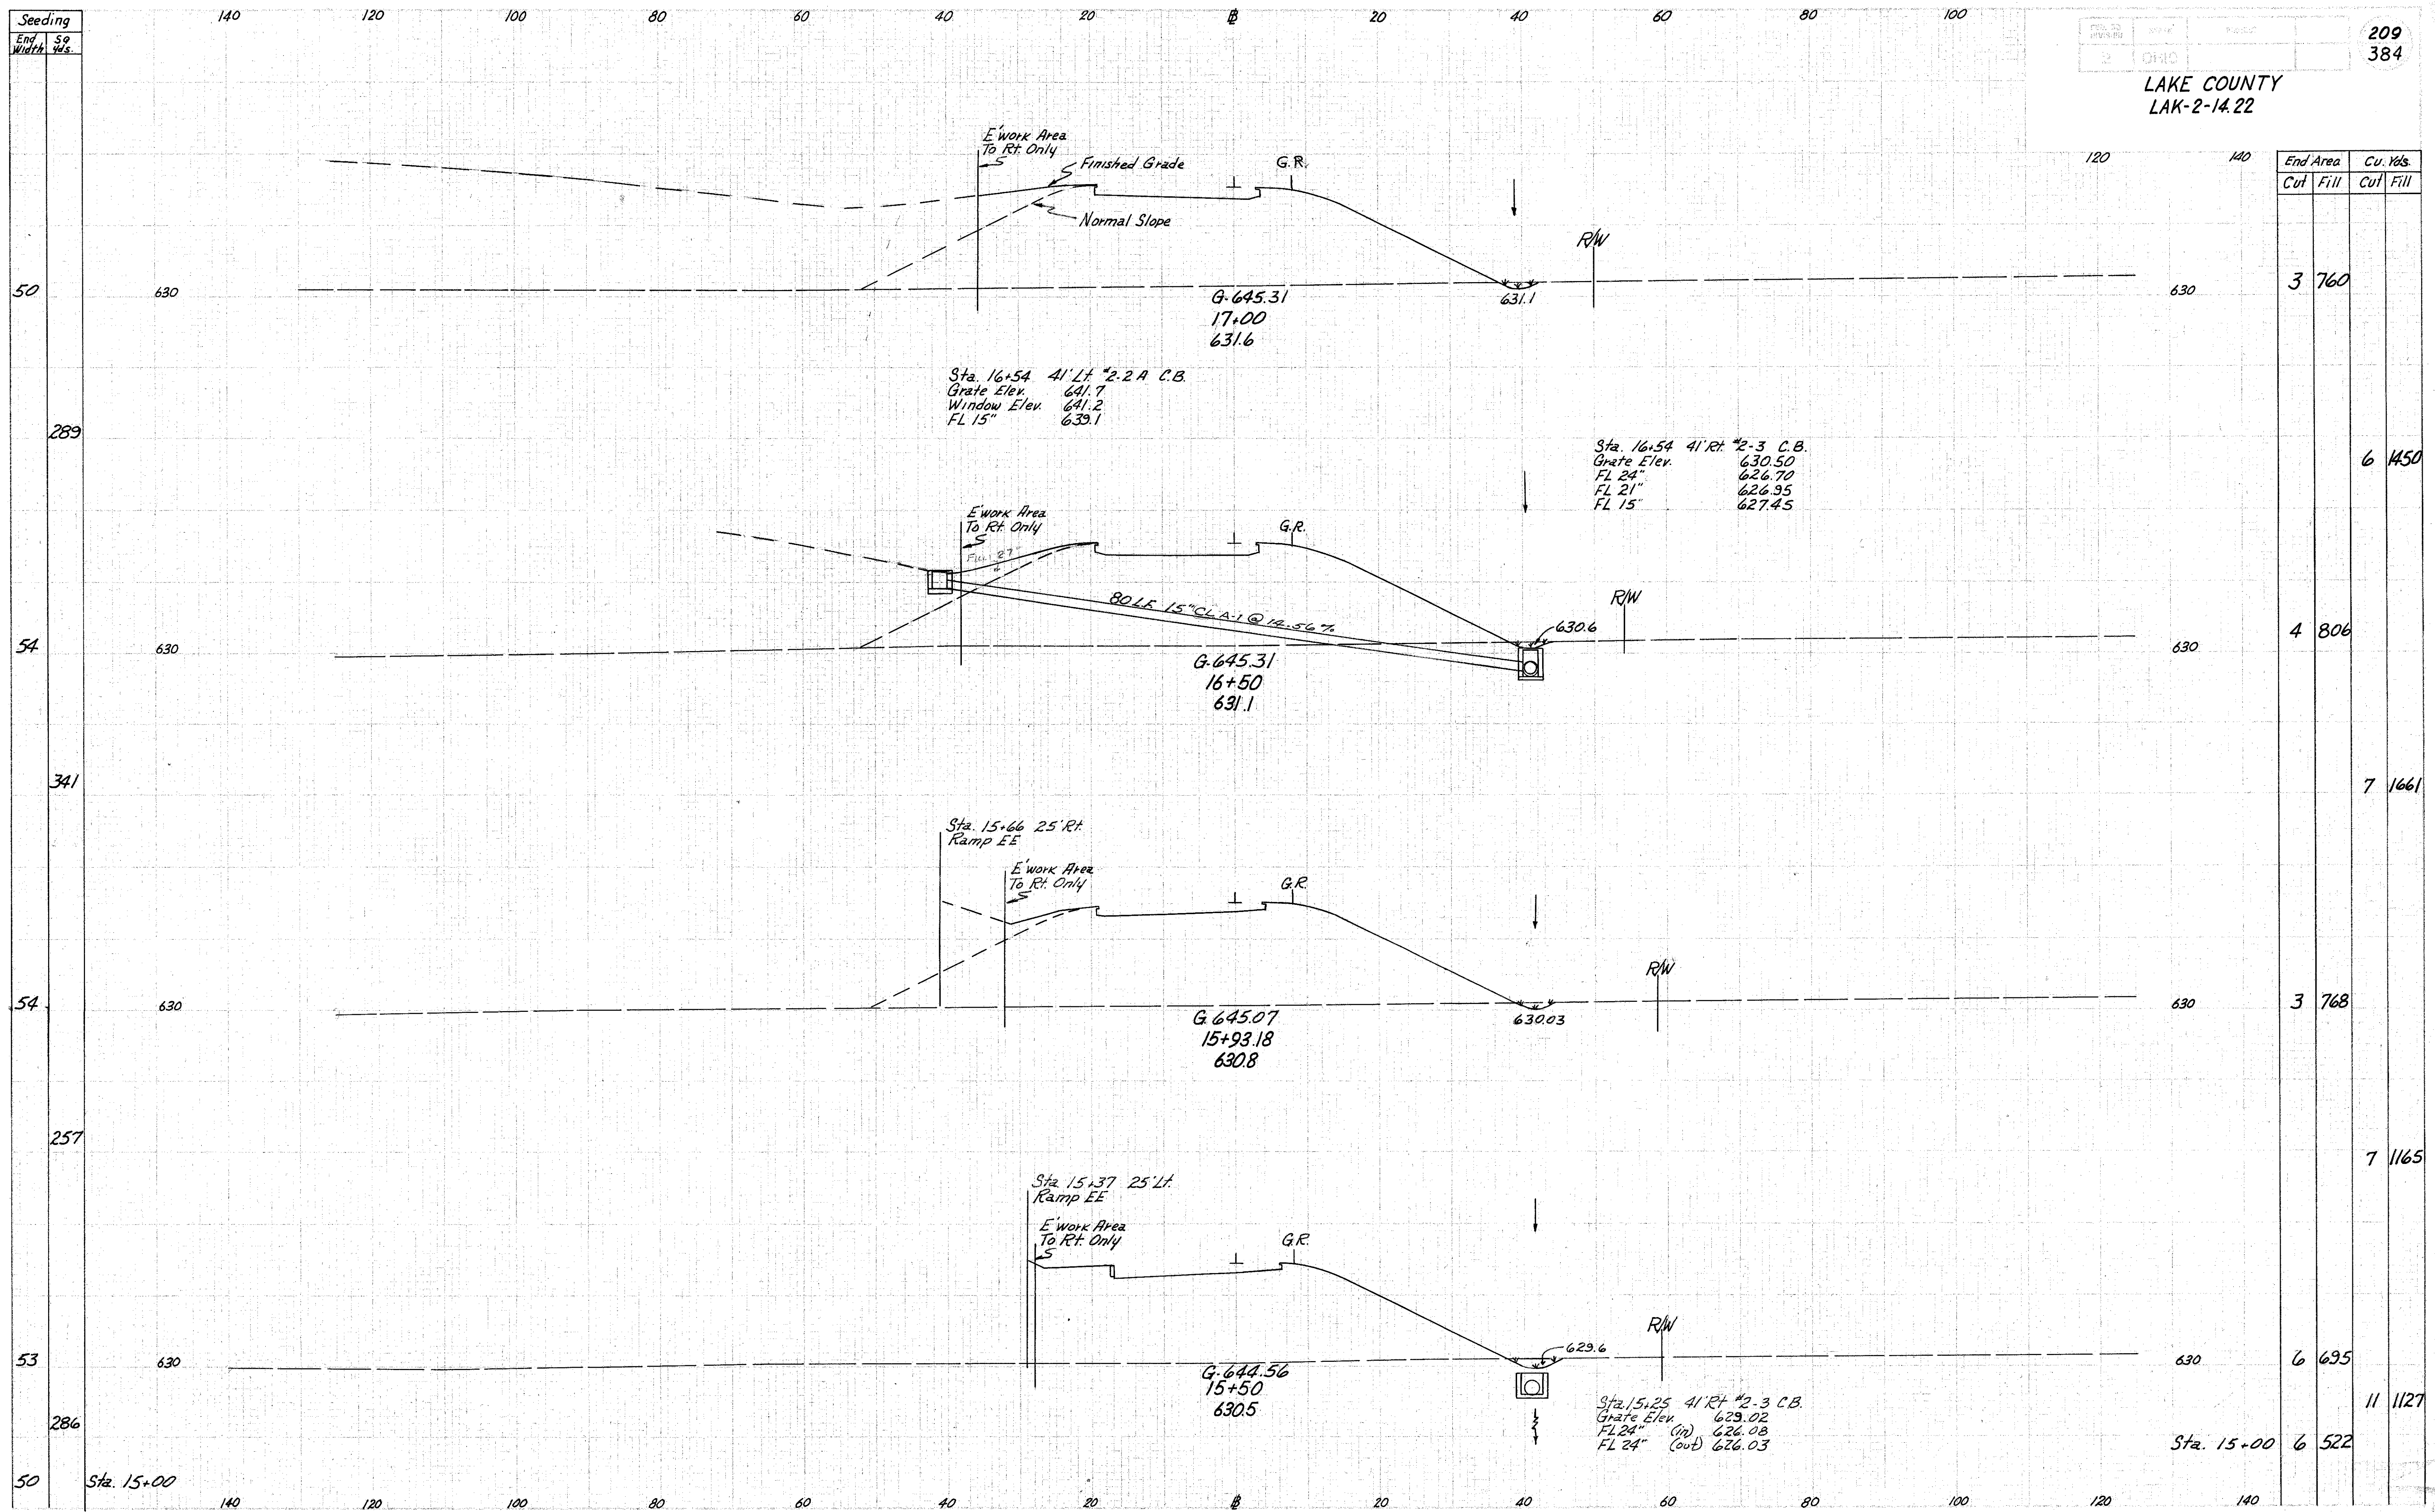 Seeding
End Width
Sq Yds.
140 120 100 80 60 40 20 ℄ 20 40 60 80 100
209
384
OHIO
LAKE COUNTY
LAK-2-14.22
120 140
End Area Cu. Yds.
Cut Fill Cut Fill
E'work Area
To Rt. Only
Finished Grade
G.R.
Normal Slope
R/W
50 630
G-645.31
17+00
631.6
631.1
630
3 760
Sta. 16+54 41' Lt. #2-2 A C.B.
Grate Elev. 641.7
Window Elev. 641.2
FL 15" 639.1
289
Sta. 16+54 41' Rt. #2-3 C.B.
Grate Elev. 630.50
FL 24" 626.70
FL 21" 626.95
FL 15" 627.45
6 1450
E'work Area
To Rt. Only
G.R.
80 L.F. 15" CL A-1 @ 14.56%
R/W
630.6
54 630
G-645.31
16+50
631.1
630
4 806
341
7 1661
Sta. 15+66 25' Rt.
Ramp EE
E'work Area
To Rt. Only
G.R.
R/W
54 630
G.645.07
15+93.18
630.8
630.03
630
3 768
257
7 1165
Sta. 15+37 25' Lt.
Ramp EE
E'work Area
To Rt. Only
G.R.
R/W
629.6
53 630
G-644.56
15+50
630.5
630
6 695
Sta. 15+25 41' Rt. #2-3 C.B.
Grate Elev. 629.02
FL 24" (in) 626.08
FL 24" (out) 626.03
286
11 1127
Sta. 15+00 6 522
50 Sta. 15+00
140 120 100 80 60 40 20 ℄ 20 40 60 80 100 120 140